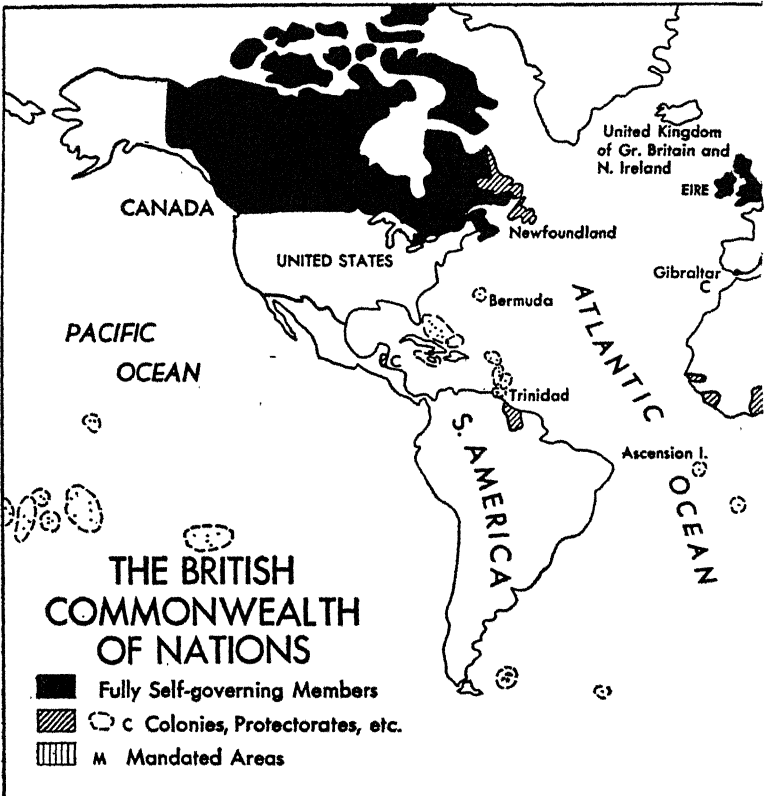 United Kingdom
of Gr. Britain and
N. Ireland
EIRE
CANADA
Newfoundland
UNITED STATES
Gibraltar
C
Bermuda
ATLANTIC
PACIFIC
OCEAN
C
Trinidad
S. AMERICA
Ascension I.
OCEAN
THE BRITISH
COMMONWEALTH
OF NATIONS
Fully Self-governing Members
C Colonies, Protectorates, etc.
M Mandated Areas